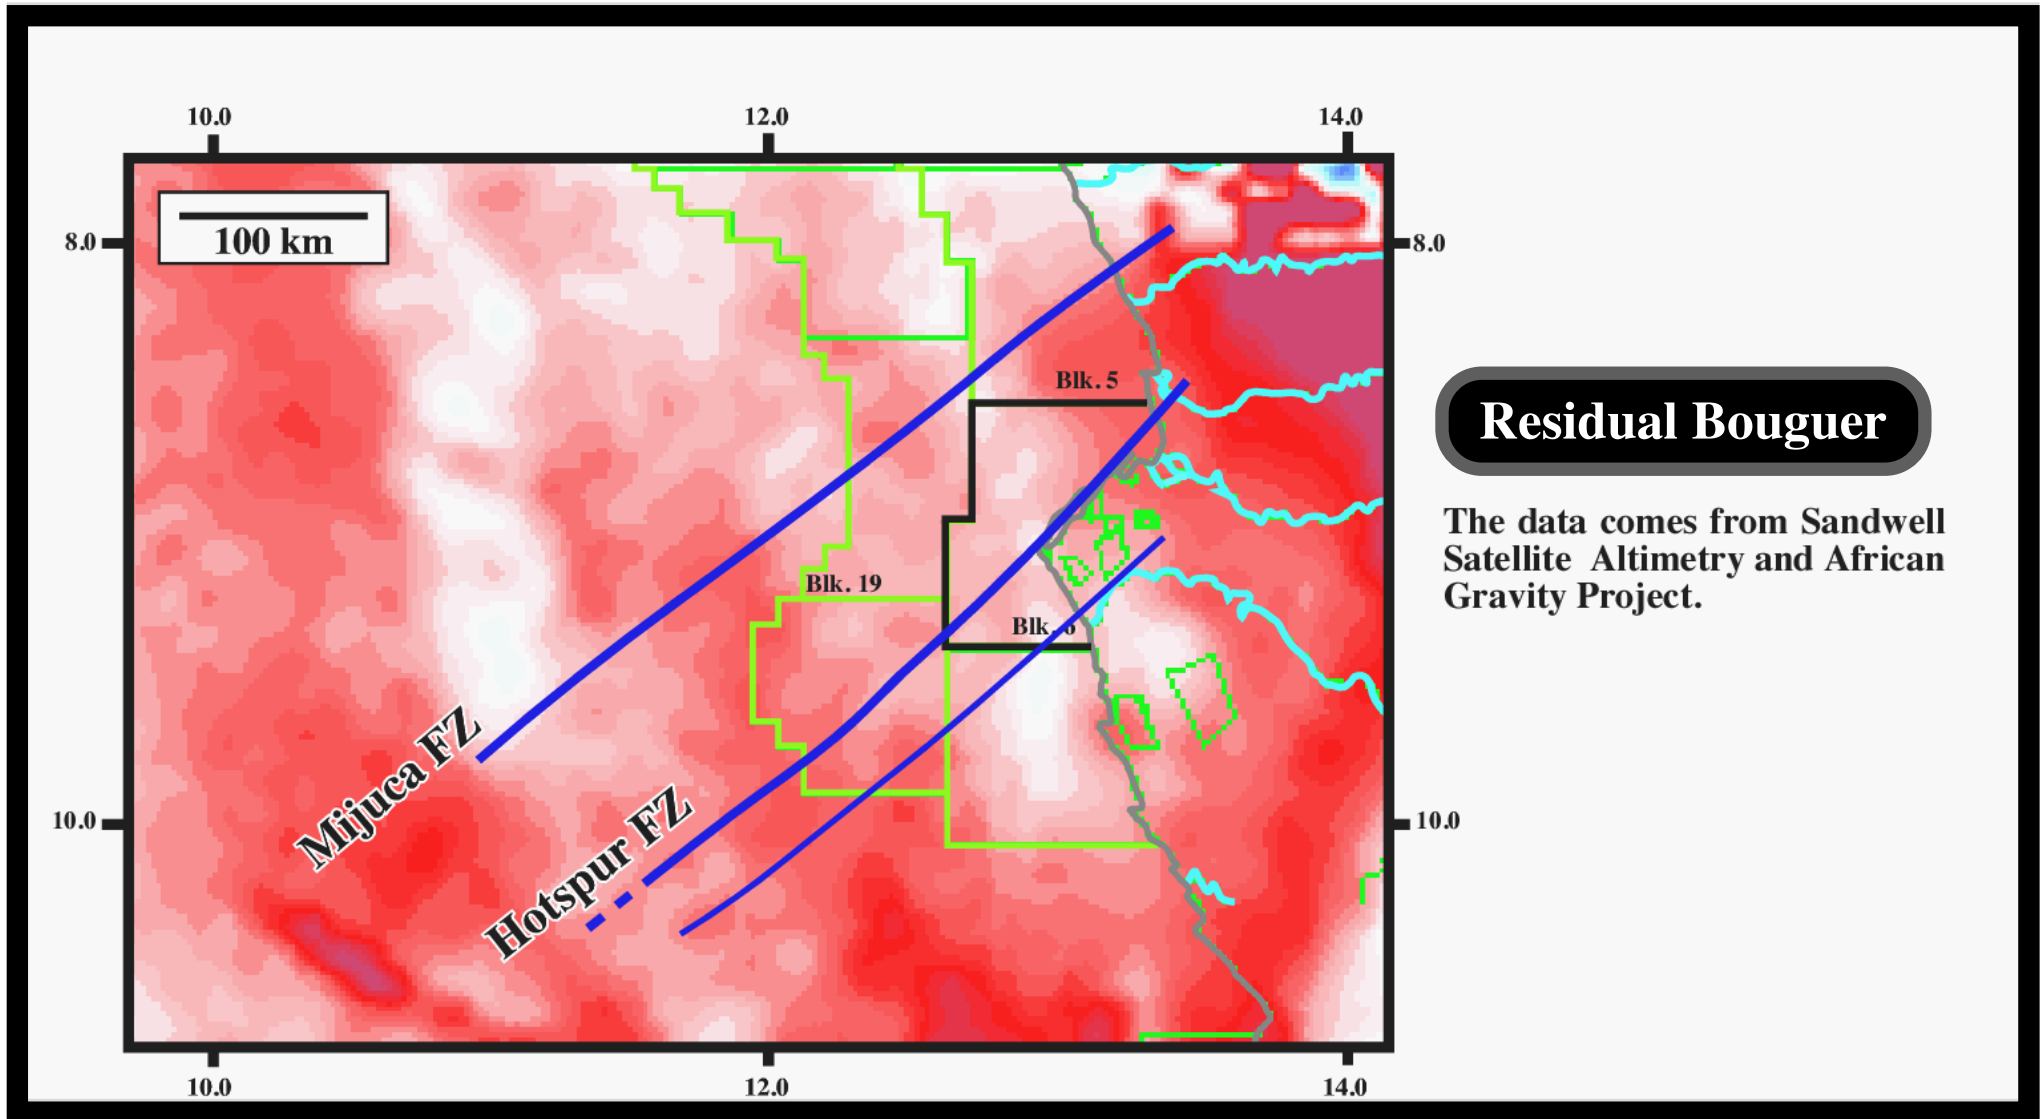 10.0 12.0 14.0
100 km
8.0 8.0
Blk. 5
Residual Bouguer
The data comes from Sandwell
Satellite Altimetry and African
Gravity Project.
Blk. 19
Blk. 6
Mijuca FZ
Hotspur FZ
10.0 10.0
10.0 12.0 14.0